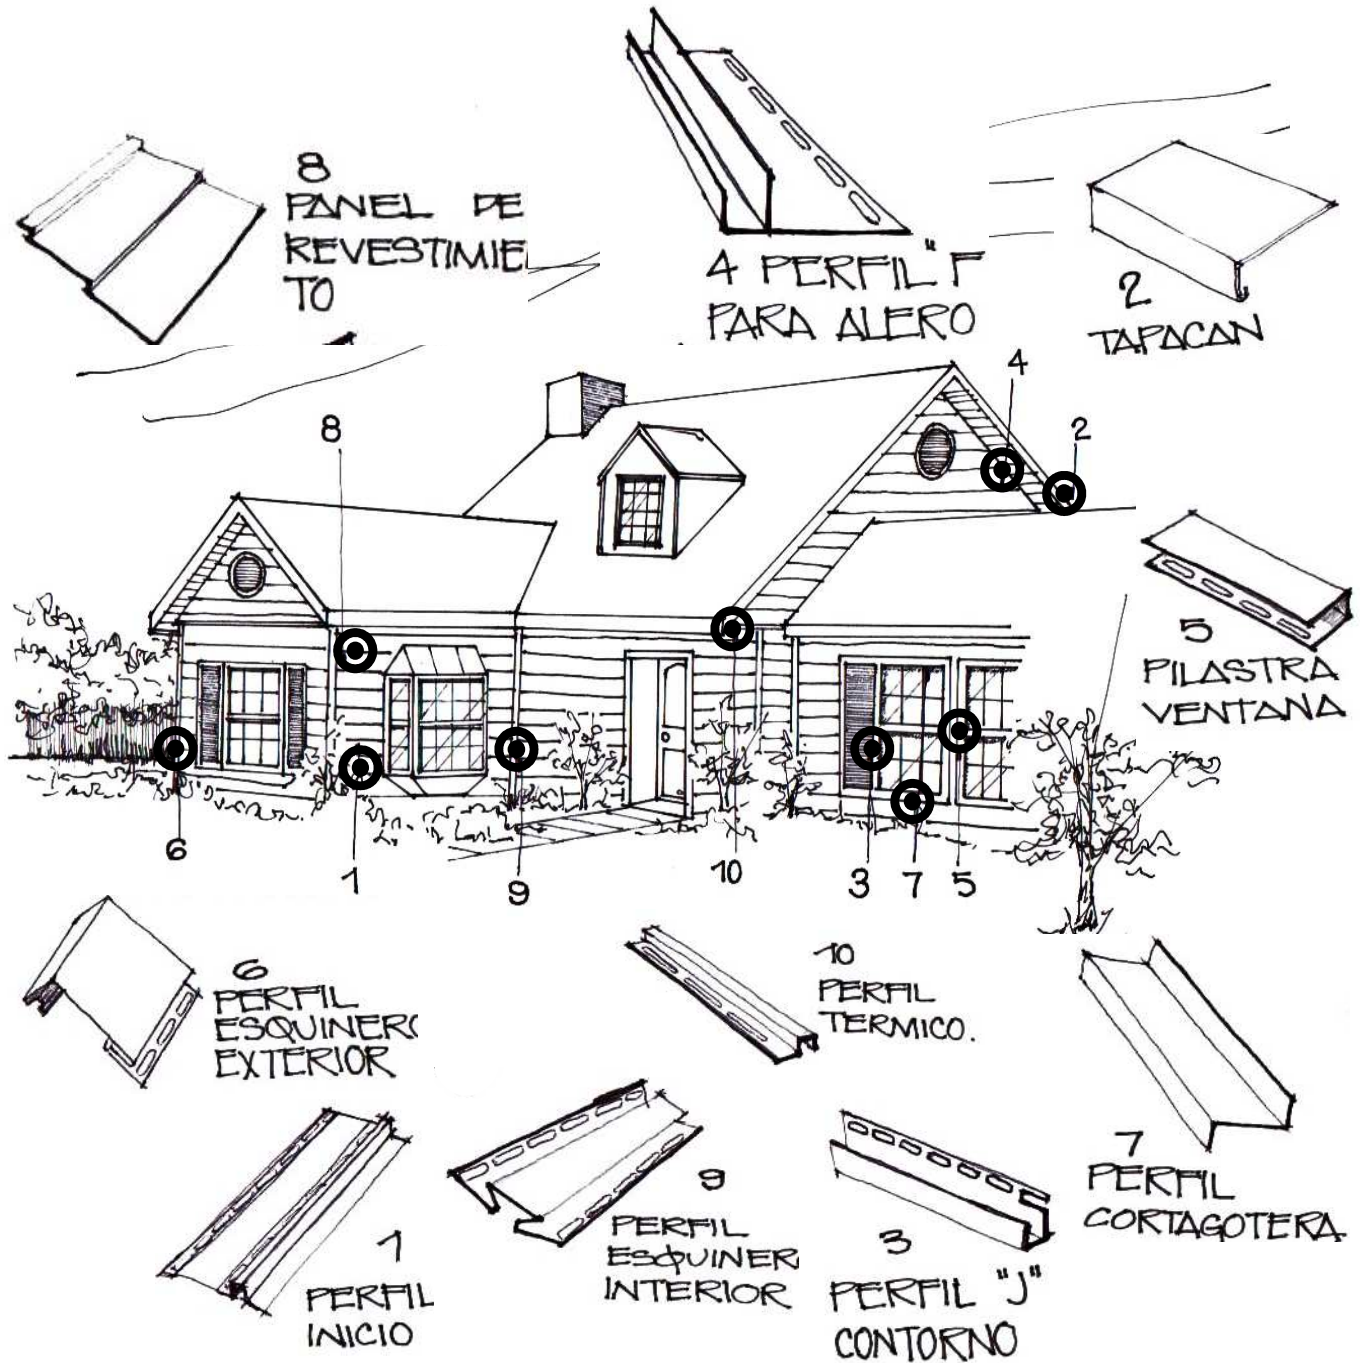 8
PANEL DE
REVESTIMIE
TO
4 PERFIL "F
PARA ALERO
2
TAPACAN
4
2
8
5
PILASTRA
VENTANA
6
1
9
10
3
7
5
6
PERFIL
ESQUINERO
EXTERIOR
10
PERFIL
TERMICO.
7
PERFIL
CORTAGOTERA
1
PERFIL
INICIO
9
PERFIL
ESQUINER
INTERIOR
3
PERFIL "J"
CONTORNO